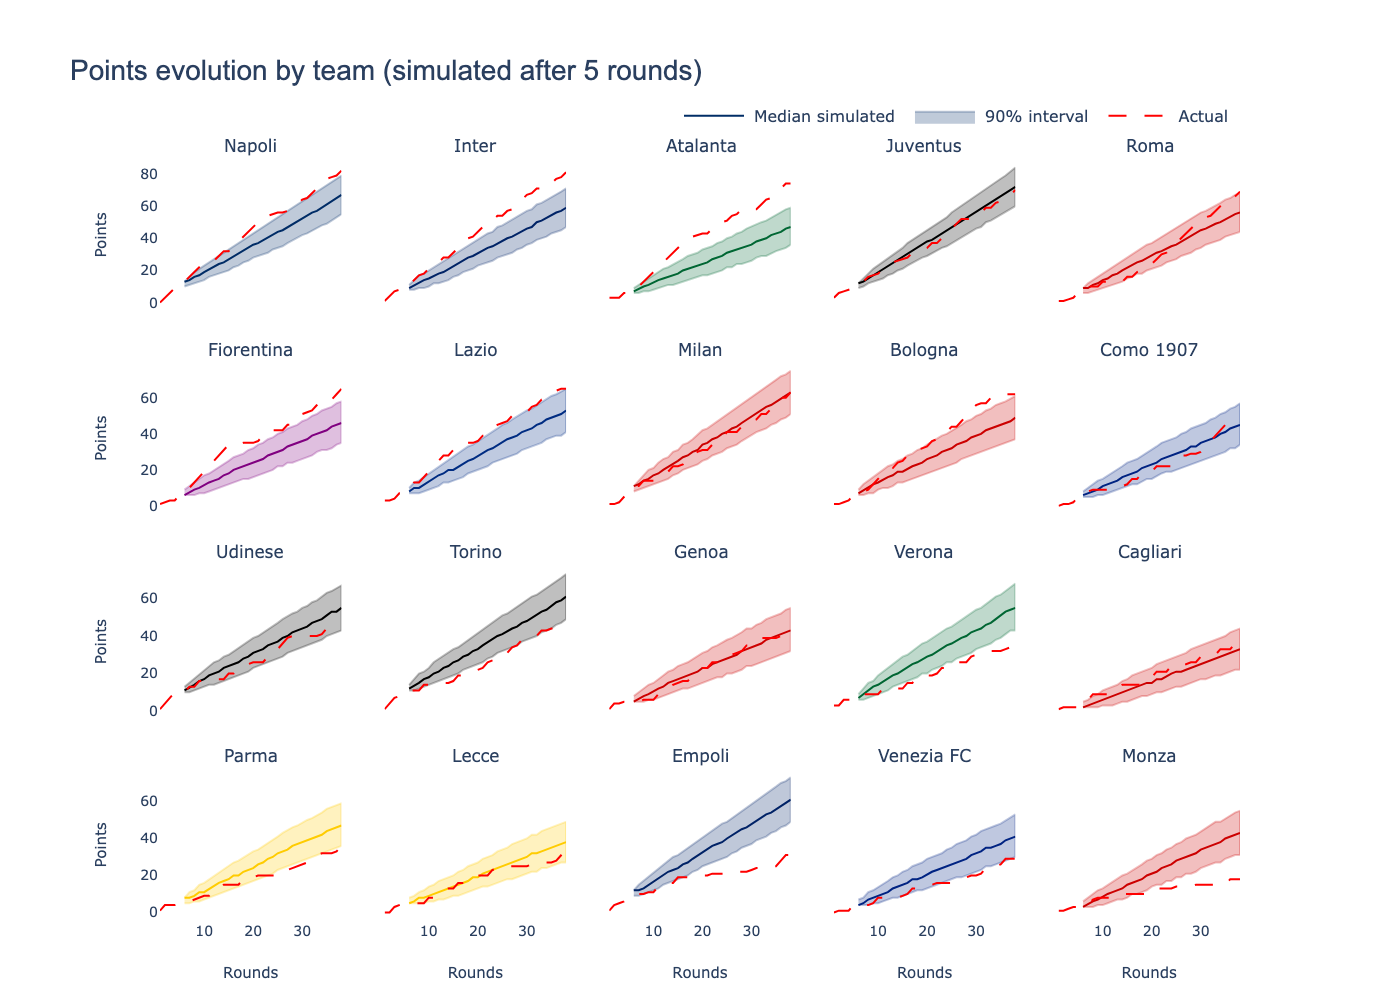 Points evolution by team (simulated after 5 rounds)
Median simulated 90% interval Actual
Napoli Inter Atalanta Juventus Roma
80
60
40
20
0
Points
Fiorentina Lazio Milan Bologna Como 1907
60
40
20
0
Points
Udinese Torino Genoa Verona Cagliari
60
40
20
0
Points
Parma Lecce Empoli Venezia FC Monza
60
40
20
0
Points
10 20 30 10 20 30 10 20 30 10 20 30 10 20 30
Rounds Rounds Rounds Rounds Rounds